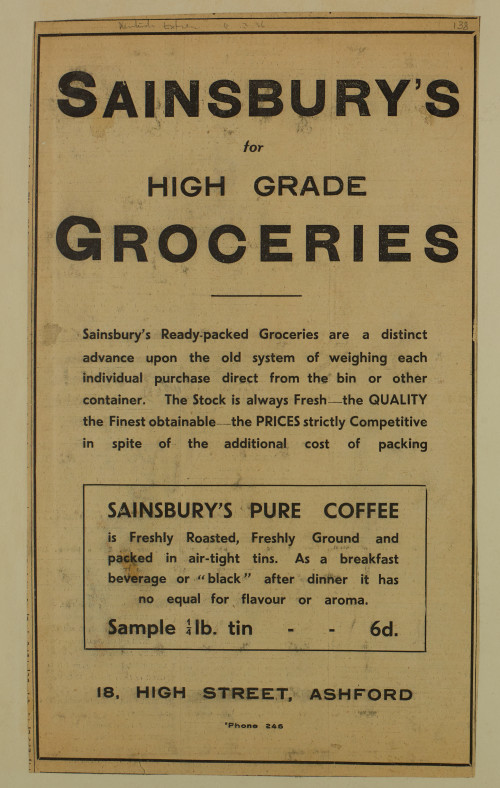 138
SAINSBURY'S
for
HIGH GRADE
GROCERIES
Sainsbury's Ready-packed Groceries are a distinct
advance upon the old system of weighing each
individual purchase direct from the bin or other
container. The Stock is always Fresh—the QUALITY
the Finest obtainable—the PRICES strictly Competitive
in spite of the additional cost of packing
SAINSBURY'S PURE COFFEE
is Freshly Roasted, Freshly Ground and
packed in air-tight tins. As a breakfast
beverage or "black" after dinner it has
no equal for flavour or aroma.
Sample ¼lb. tin - - 6d.
18, HIGH STREET, ASHFORD
'Phone 246